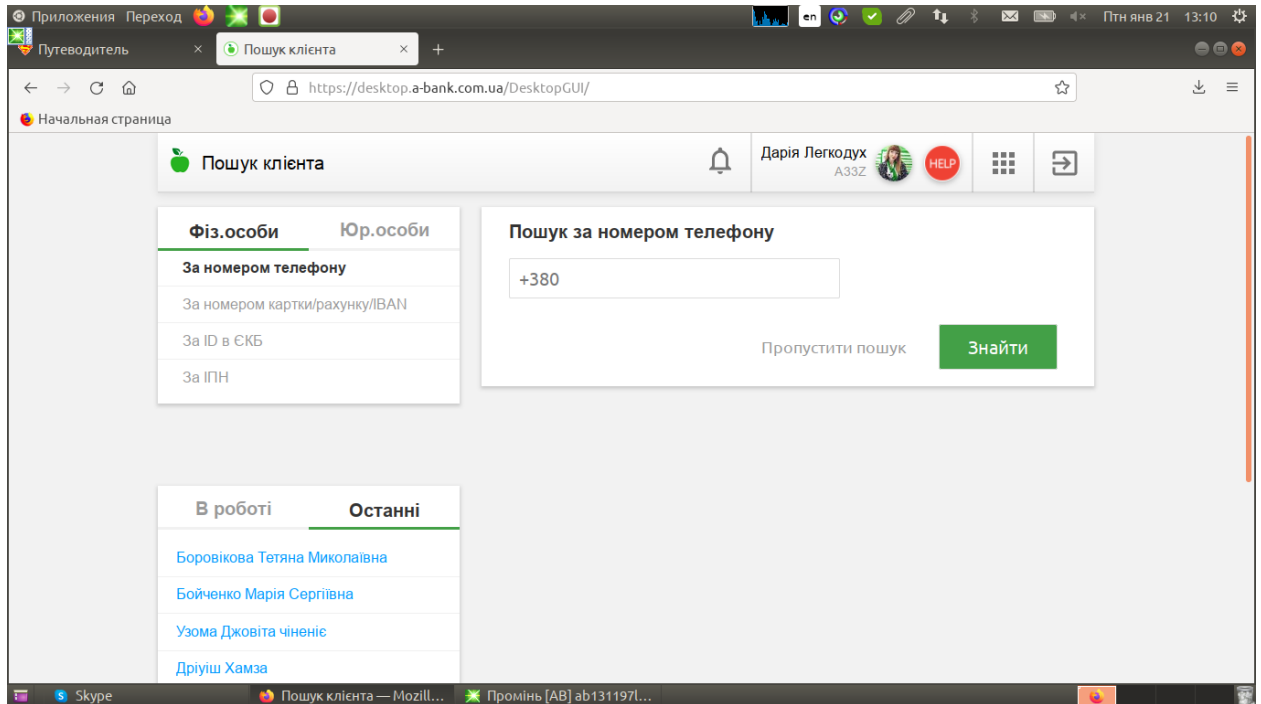 Приложения Переход
en
Птн янв 21 13:10
Путеводитель
Пошук клієнта
https://desktop.a-bank.com.ua/DesktopGUI/
Начальная страница
Пошук клієнта
Дарія Легкодух
A33Z
HELP
Фіз.особи Юр.особи
За номером телефону
За номером картки/рахунку/IBAN
За ID в ЄКБ
За ІПН
Пошук за номером телефону
+380
Пропустити пошук Знайти
В роботі Останні
Боровікова Тетяна Миколаївна
Бойченко Марія Сергіївна
Узома Джовіта чіненіє
Дріуіш Хамза
Skype
Пошук клієнта — Mozill...
Промінь [AB] ab131197l...